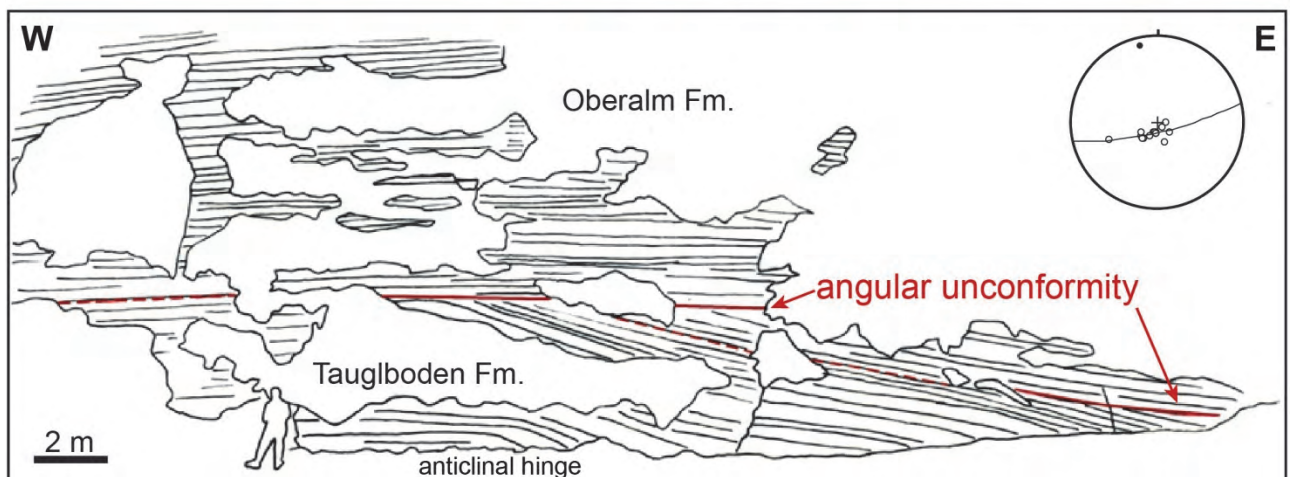 W
E
Oberalm Fm.
angular unconformity
Tauglboden Fm.
2 m
anticlinal hinge